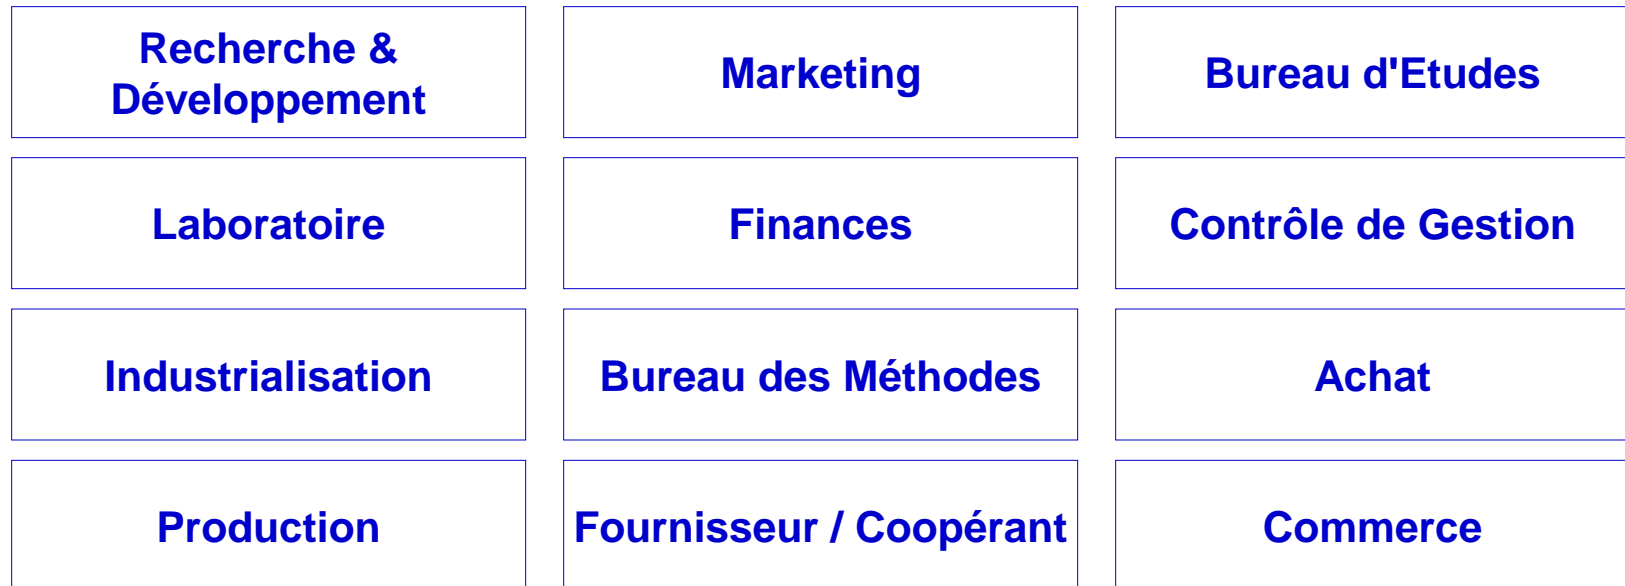 Recherche &
Développement
Marketing
Bureau d'Etudes
Laboratoire
Finances
Contrôle de Gestion
Industrialisation
Bureau des Méthodes
Achat
Production
Fournisseur / Coopérant
Commerce